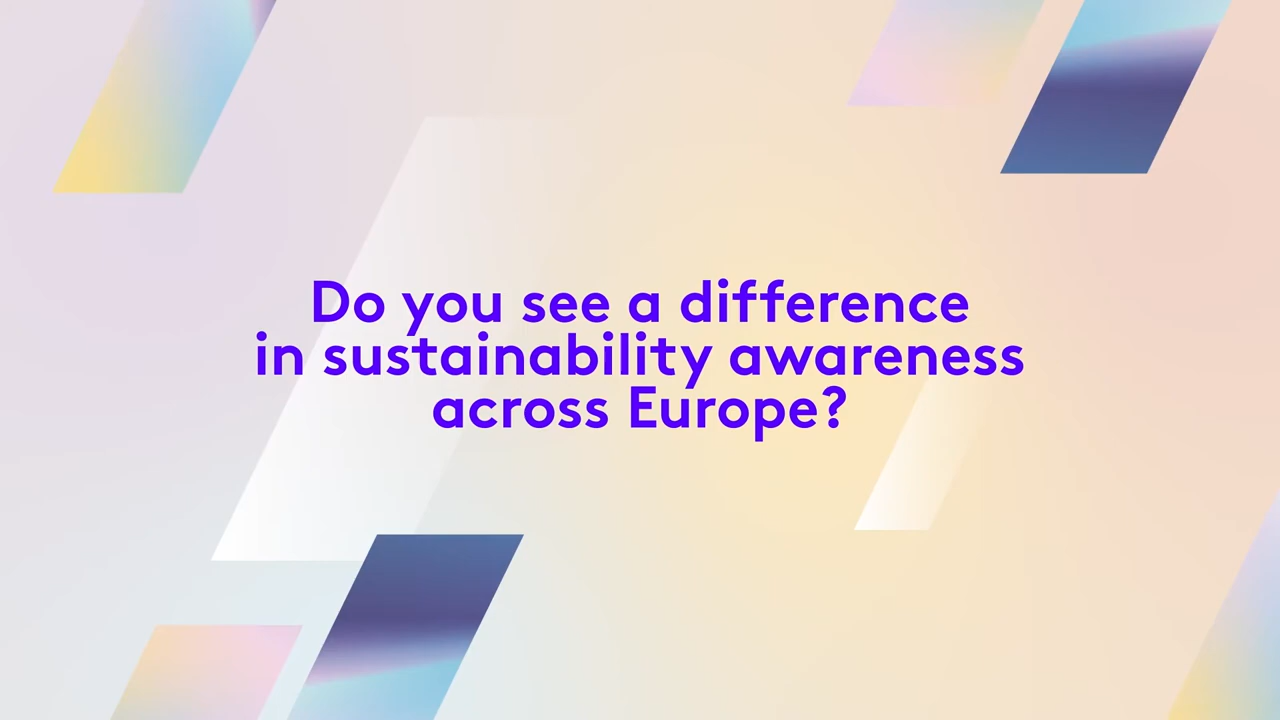 Do you see a difference
in sustainability awareness
across Europe?